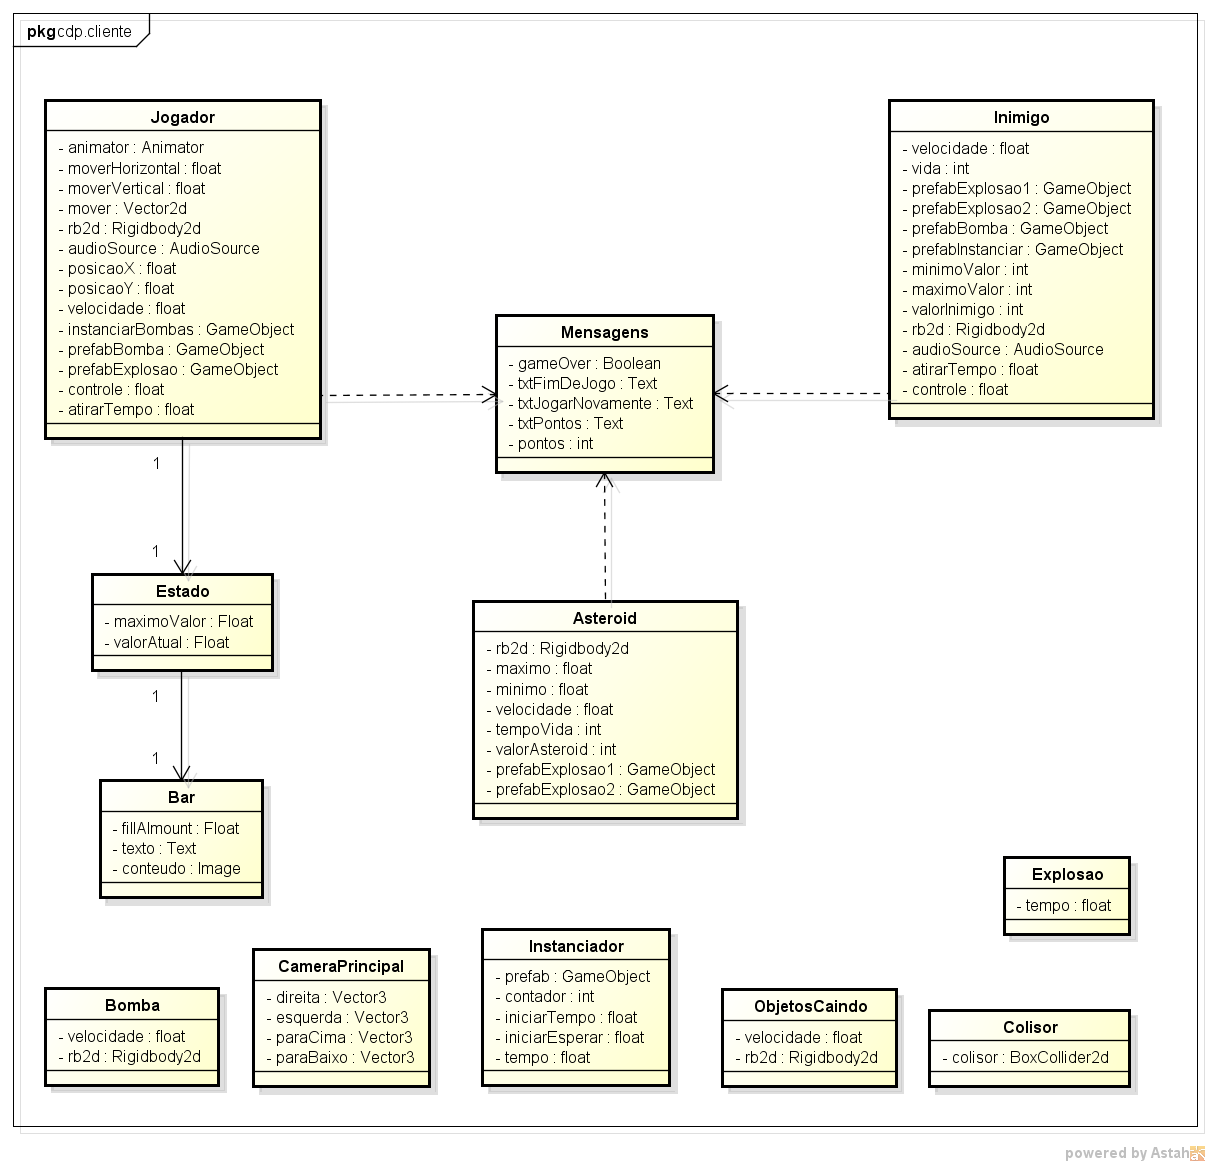 pkg cdp.cliente
Jogador
- animator : Animator
- moverHorizontal : float
- moverVertical : float
- mover : Vector2d
- rb2d : Rigidbody2d
- audioSource : AudioSource
- posicaoX : float
- posicaoY : float
- velocidade : float
- instanciarBombas : GameObject
- prefabBomba : GameObject
- prefabExplosao : GameObject
- controle : float
- atirarTempo : float
Inimigo
- velocidade : float
- vida : int
- prefabExplosao1 : GameObject
- prefabExplosao2 : GameObject
- prefabBomba : GameObject
- prefabInstanciar : GameObject
- minimoValor : int
- maximoValor : int
- valorInimigo : int
- rb2d : Rigidbody2d
- audioSource : AudioSource
- atirarTempo : float
- controle : float
Mensagens
- gameOver : Boolean
- txtFimDeJogo : Text
- txtJogarNovamente : Text
- txtPontos : Text
- pontos : int
1
1
Estado
- maximoValor : Float
- valorAtual : Float
1
1
Bar
- fillAlmount : Float
- texto : Text
- conteudo : Image
Asteroid
- rb2d : Rigidbody2d
- maximo : float
- minimo : float
- velocidade : float
- tempoVida : int
- valorAsteroid : int
- prefabExplosao1 : GameObject
- prefabExplosao2 : GameObject
Explosao
- tempo : float
Bomba
- velocidade : float
- rb2d : Rigidbody2d
CameraPrincipal
- direita : Vector3
- esquerda : Vector3
- paraCima : Vector3
- paraBaixo : Vector3
Instanciador
- prefab : GameObject
- contador : int
- iniciarTempo : float
- iniciarEsperar : float
- tempo : float
ObjetosCaindo
- velocidade : float
- rb2d : Rigidbody2d
Colisor
- colisor : BoxCollider2d
powered by Astah